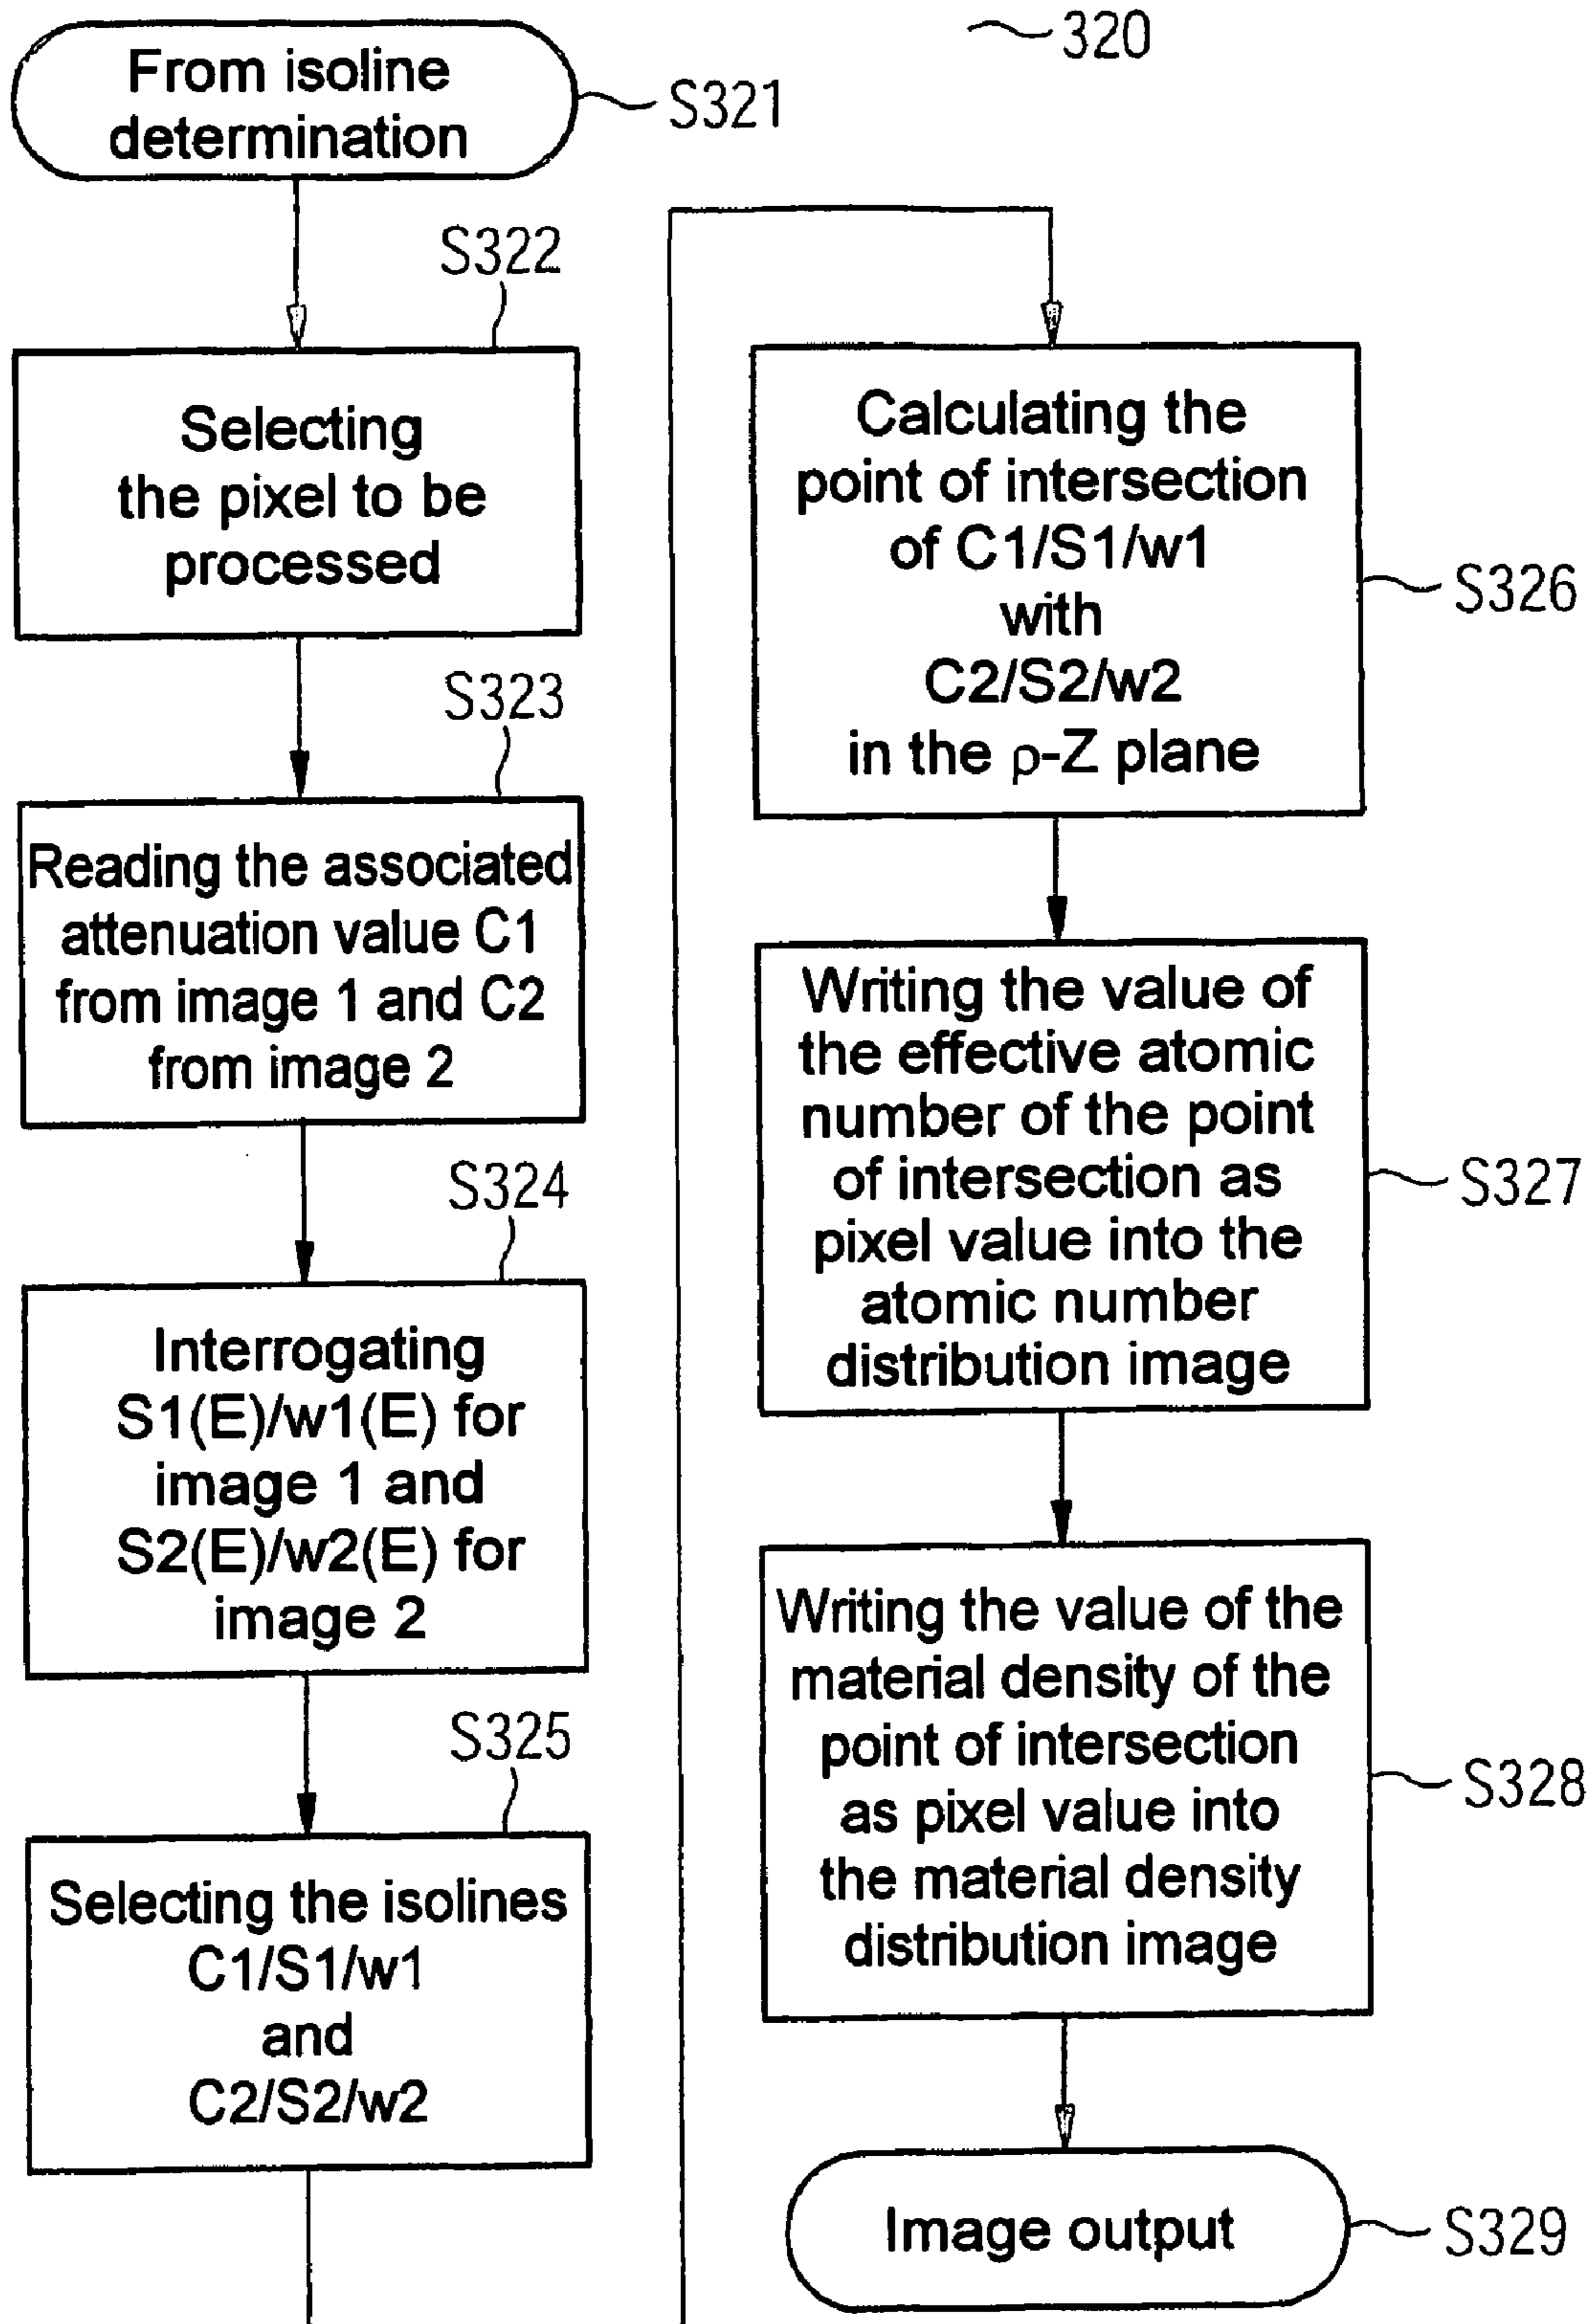 320
From isoline
determination
S321
S322
Selecting
the pixel to be
processed
S323
Reading the associated
attenuation value C1
from image 1 and C2
from image 2
S324
Interrogating
S1(E)/w1(E) for
image 1 and
S2(E)/w2(E) for
image 2
S325
Selecting the isolines
C1/S1/w1
and
C2/S2/w2
Calculating the
point of intersection
of C1/S1/w1
with
C2/S2/w2
in the ρ-Z plane
S326
Writing the value of
the effective atomic
number of the point
of intersection as
pixel value into the
atomic number
distribution image
S327
Writing the value of the
material density of the
point of intersection
as pixel value into
the material density
distribution image
S328
Image output
S329